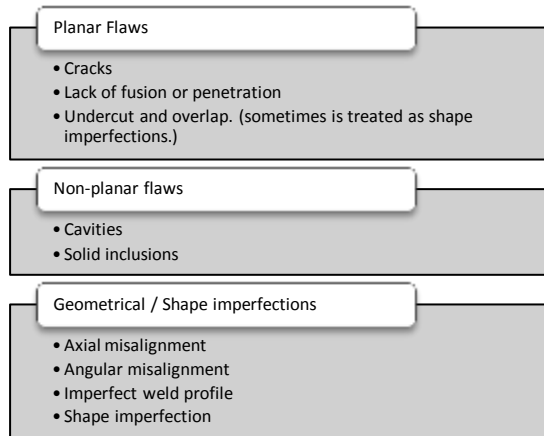 Planar Flaws
• Cracks
• Lack of fusion or penetration
• Undercut and overlap. (sometimes is treated as shape
imperfections.)
Non-planar flaws
• Cavities
• Solid inclusions
Geometrical / Shape imperfections
• Axial misalignment
• Angular misalignment
• Imperfect weld profile
• Shape imperfection